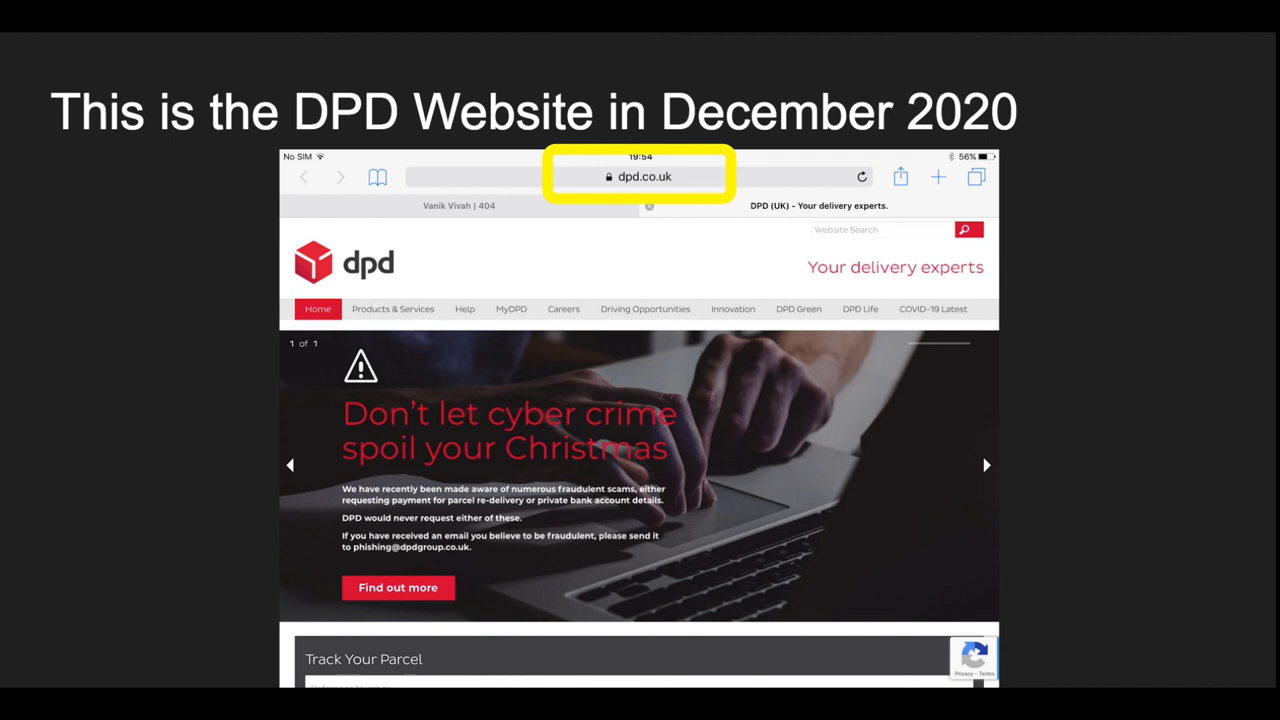 This is the DPD Website in December 2020
No SIM
19:54
56%
dpd.co.uk
Vanik Vivah | 404
DPD (UK) - Your delivery experts.
Website Search
dpd
Your delivery experts
Home Products & Services Help MyDPD Careers Driving Opportunities Innovation DPD Green DPD Life COVID-19 Latest
1 of 1
Don't let cyber crime
spoil your Christmas
We have recently been made aware of numerous fraudulent scams, either
requesting payment for parcel re-delivery or private bank account details.
DPD would never request either of these.
If you have received an email you believe to be fraudulent, please send it
to phishing@dpdgroup.co.uk.
Find out more
Track Your Parcel
Privacy - Terms